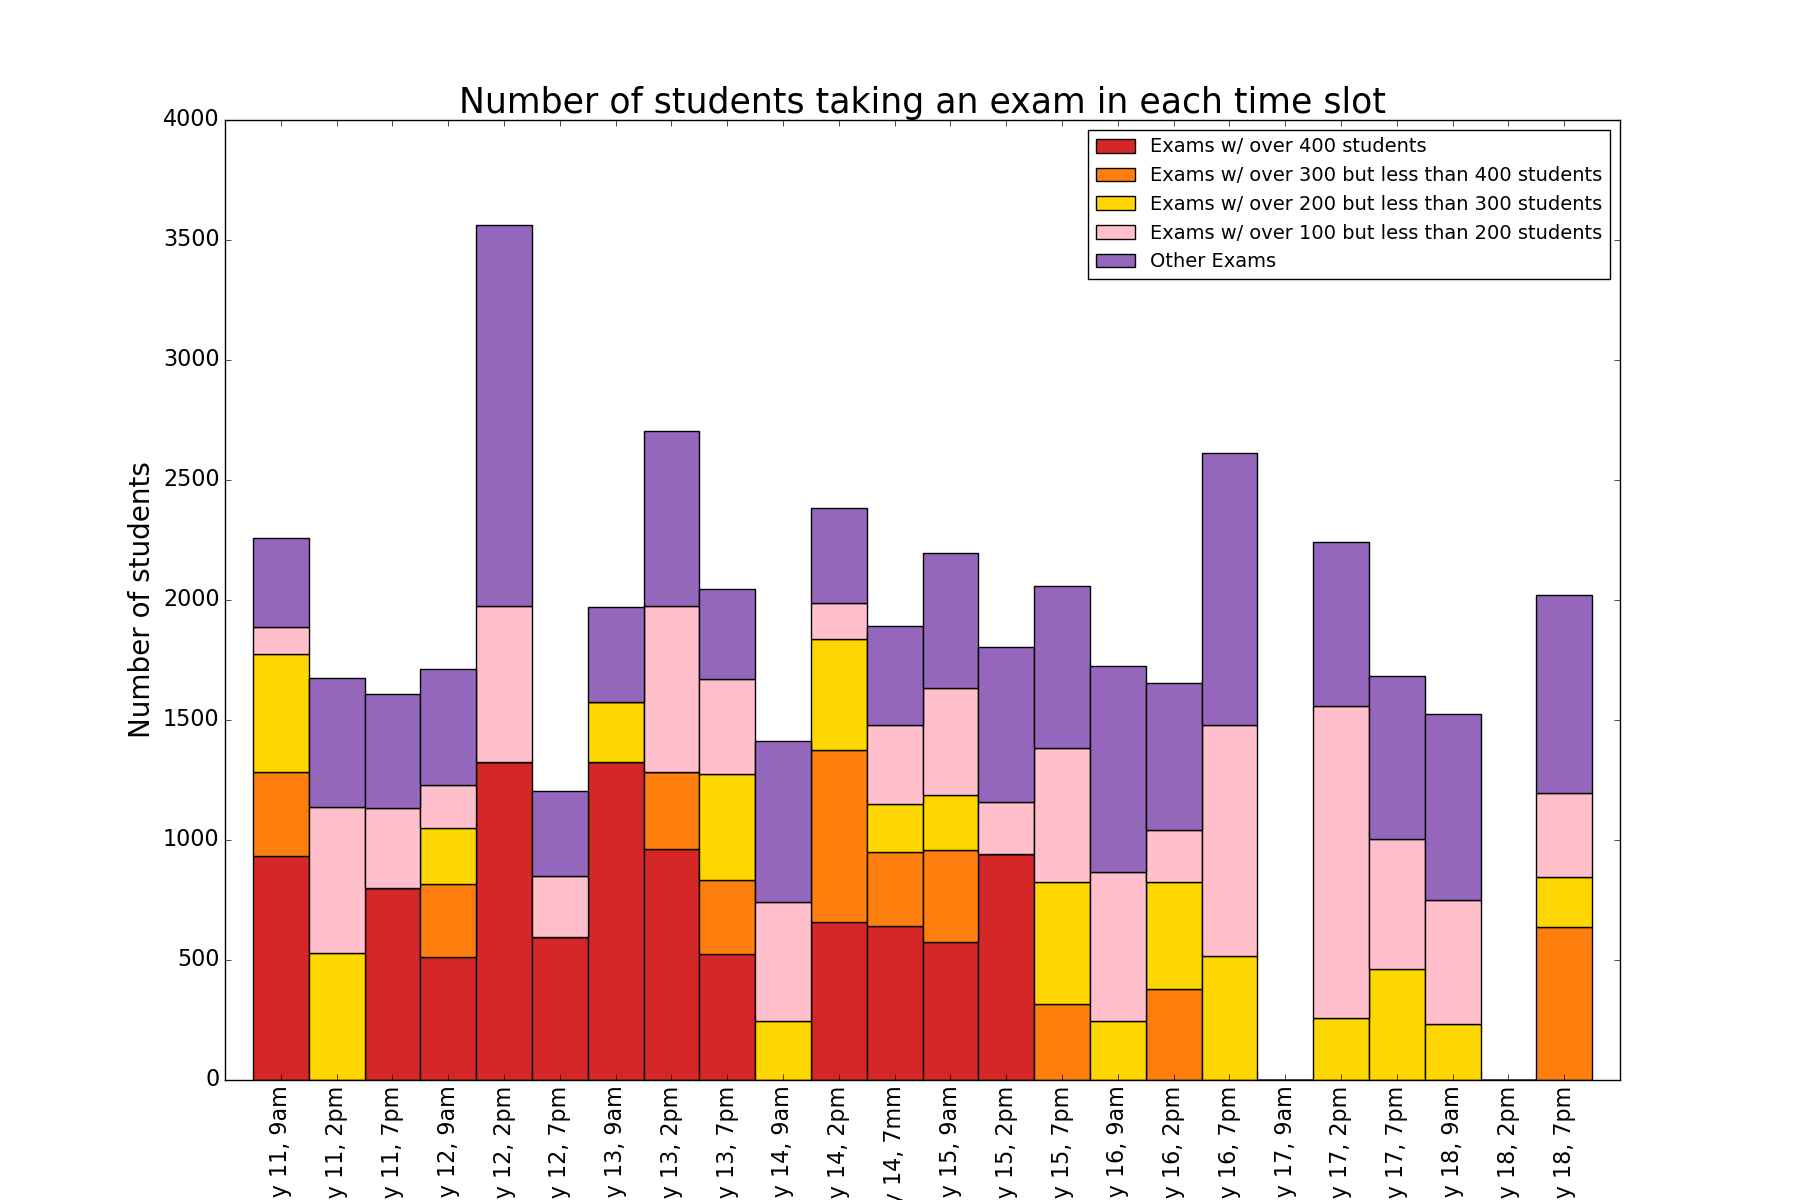 Number of students taking an exam in each time slot
Exams w/ over 400 students
Exams w/ over 300 but less than 400 students
Exams w/ over 200 but less than 300 students
Exams w/ over 100 but less than 200 students
Other Exams
Number of students
4000
3500
3000
2500
2000
1500
1000
500
0
y 11, 9am
y 11, 2pm
y 11, 7pm
y 12, 9am
y 12, 2pm
y 12, 7pm
y 13, 9am
y 13, 2pm
y 13, 7pm
y 14, 9am
y 14, 2pm
y 14, 7mm
y 15, 9am
y 15, 2pm
y 15, 7pm
y 16, 9am
y 16, 2pm
y 16, 7pm
y 17, 9am
y 17, 2pm
y 17, 7pm
y 18, 9am
y 18, 2pm
y 18, 7pm